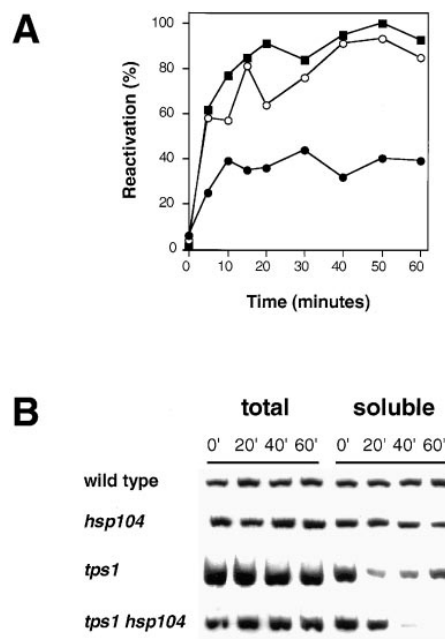 A
Reactivation (%)
100
80
60
40
20
0
0 10 20 30 40 50 60
Time (minutes)
B
total soluble
0' 20' 40' 60' 0' 20' 40' 60'
wild type
hsp104
tps1
tps1 hsp104